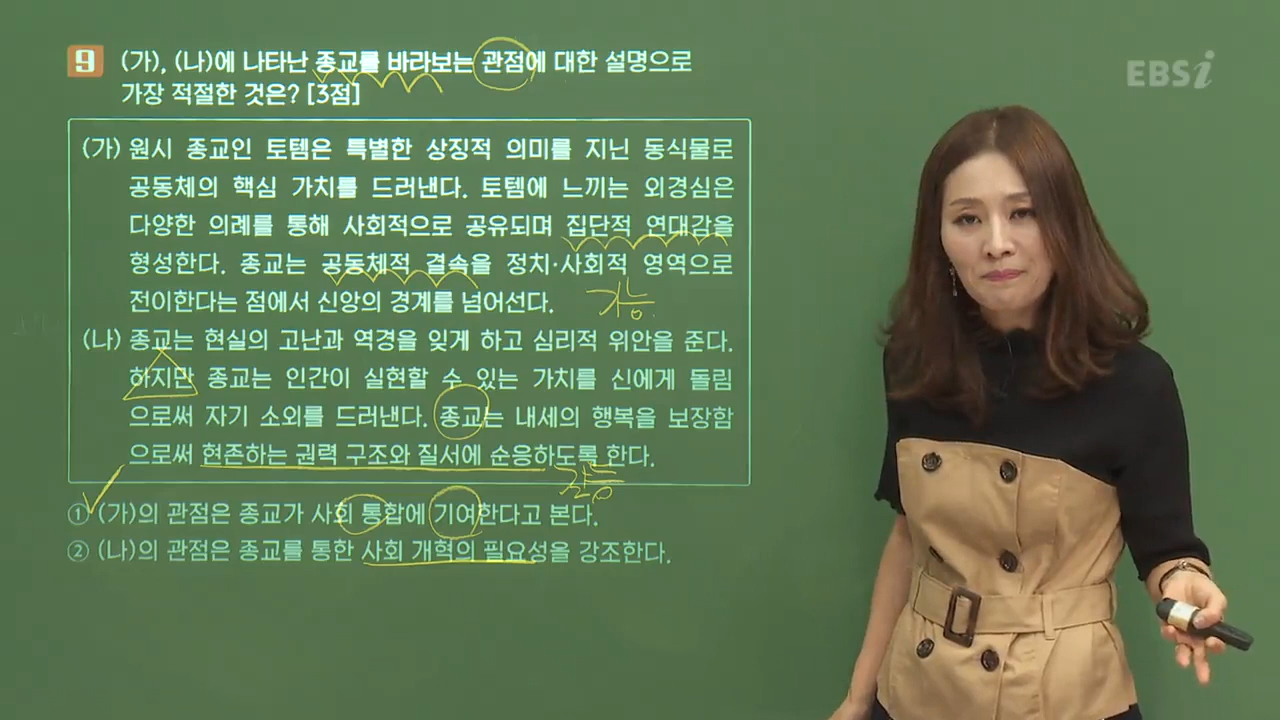 9 (가), (나)에 나타난 종교를 바라보는 관점에 대한 설명으로
가장 적절한 것은? [3점]
EBSi
(가) 원시 종교인 토템은 특별한 상징적 의미를 지닌 동식물로
공동체의 핵심 가치를 드러낸다. 토템에 느끼는 외경심은
다양한 의례를 통해 사회적으로 공유되며 집단적 연대감을
형성한다. 종교는 공동체적 결속을 정치·사회적 영역으로
전이한다는 점에서 신앙의 경계를 넘어선다.
기능
(나) 종교는 현실의 고난과 역경을 잊게 하고 심리적 위안을 준다.
하지만 종교는 인간이 실현할 수 있는 가치를 신에게 돌림
으로써 자기 소외를 드러낸다. 종교는 내세의 행복을 보장함
으로써 현존하는 권력 구조와 질서에 순응하도록 한다.
갈등
① (가)의 관점은 종교가 사회 통합에 기여한다고 본다.
② (나)의 관점은 종교를 통한 사회 개혁의 필요성을 강조한다.